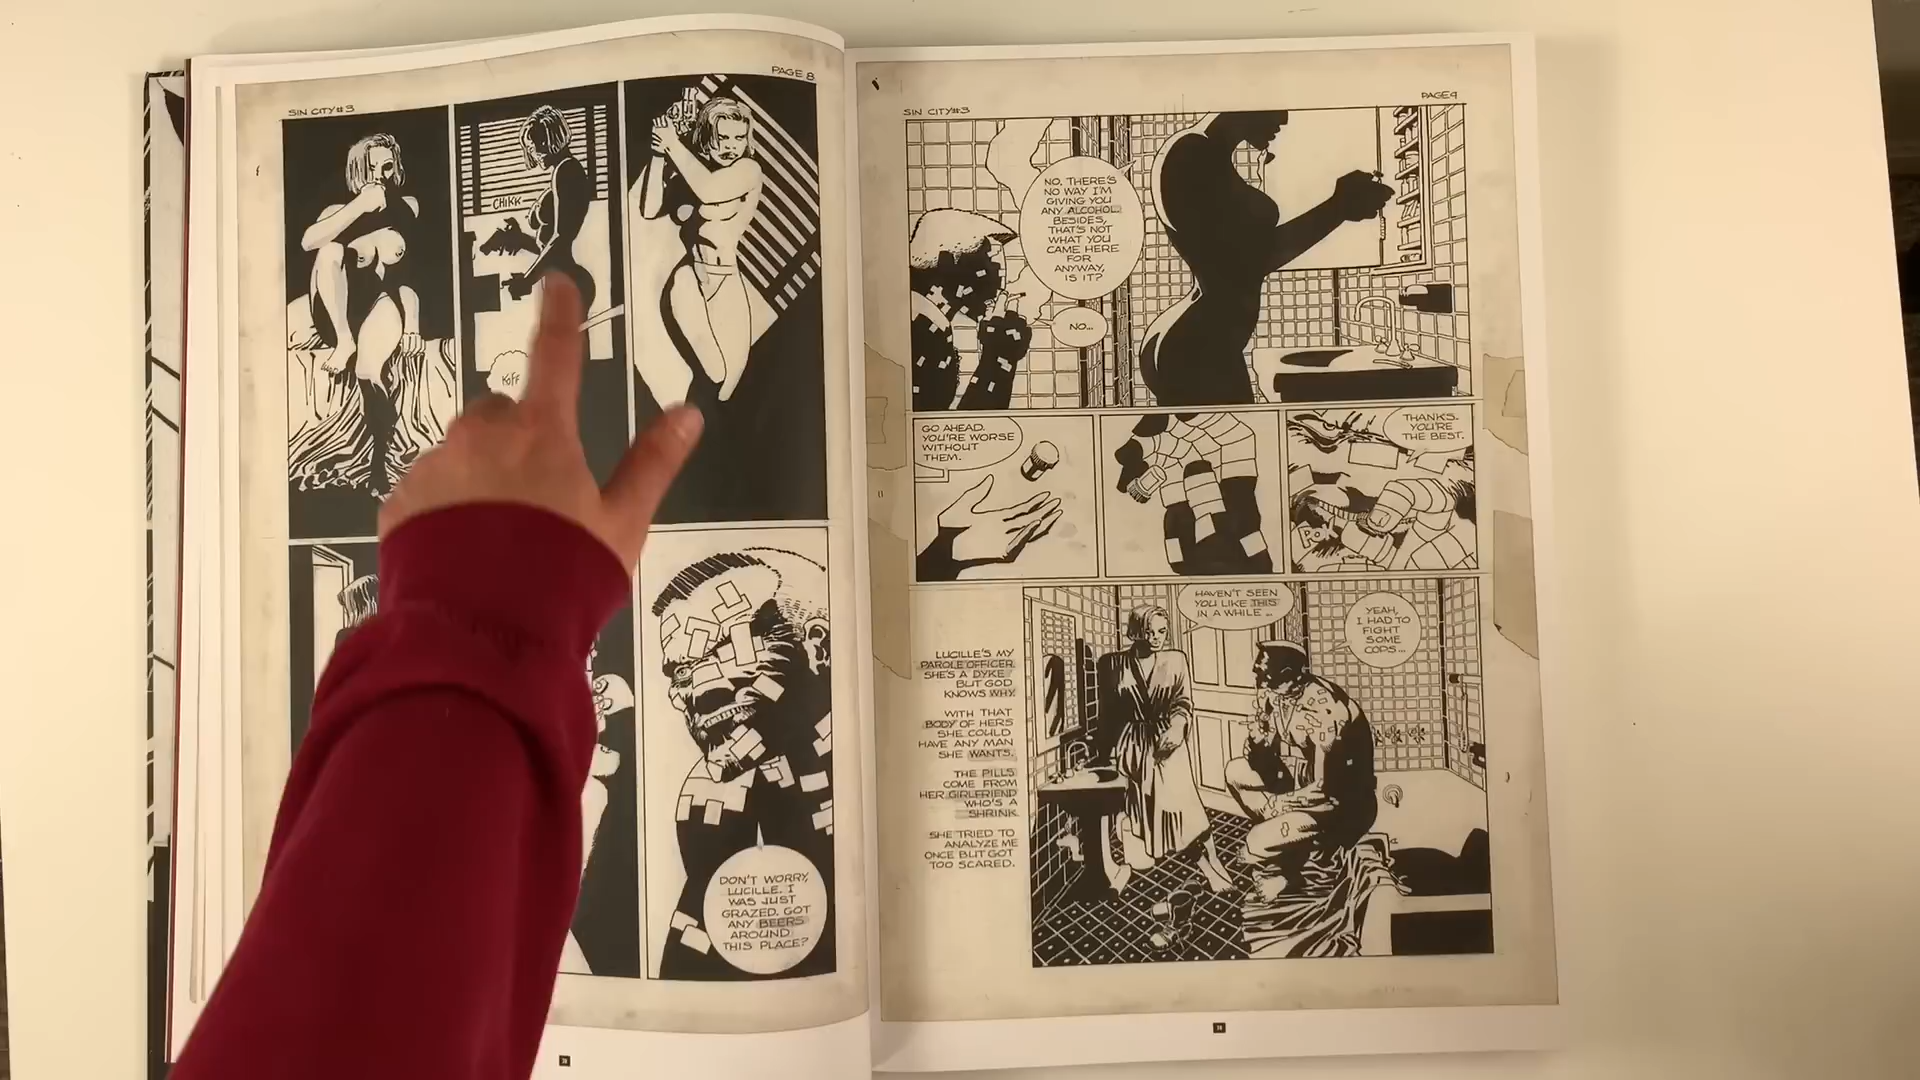 SIN CITY #3
PAGE 8
CHIKK
KOFF
DON'T WORRY,
LUCILLE. I
WAS JUST
GRAZED. GOT
ANY BEERS
AROUND
THIS PLACE?
SIN CITY #3
PAGE 9
NO. THERE'S
NO WAY I'M
GIVING YOU
ANY ALCOHOL.
BESIDES,
THAT'S NOT
WHAT YOU
CAME HERE
FOR
ANYWAY,
IS IT?
NO...
GO AHEAD.
YOU'RE WORSE
WITHOUT
THEM.
THANKS.
YOU'RE
THE BEST.
HAVEN'T SEEN
YOU LIKE THIS
IN A WHILE...
YEAH,
I HAD TO
FIGHT
SOME
COPS...
LUCILLE'S MY
PAROLE OFFICER.
SHE'S A DYKE
BUT GOD
KNOWS WHY.
WITH THAT
BODY OF HERS
SHE COULD
HAVE ANY MAN
SHE WANTS.
THE PILLS
COME FROM
HER GIRLFRIEND
WHO'S A
SHRINK.
SHE TRIED TO
ANALYZE ME
ONCE BUT GOT
TOO SCARED.